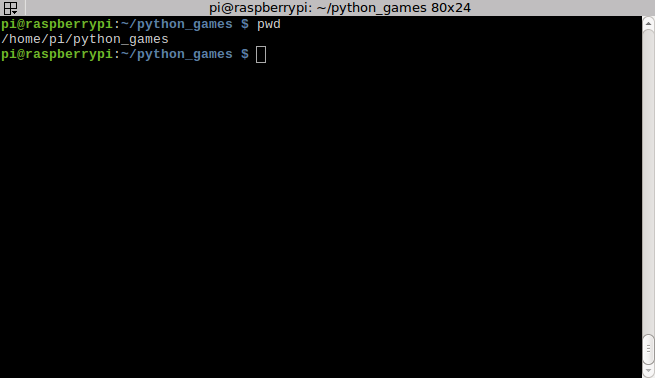 pi@raspberrypi: ~/python_games 80x24
pi@raspberrypi:~/python_games $ pwd
/home/pi/python_games
pi@raspberrypi:~/python_games $